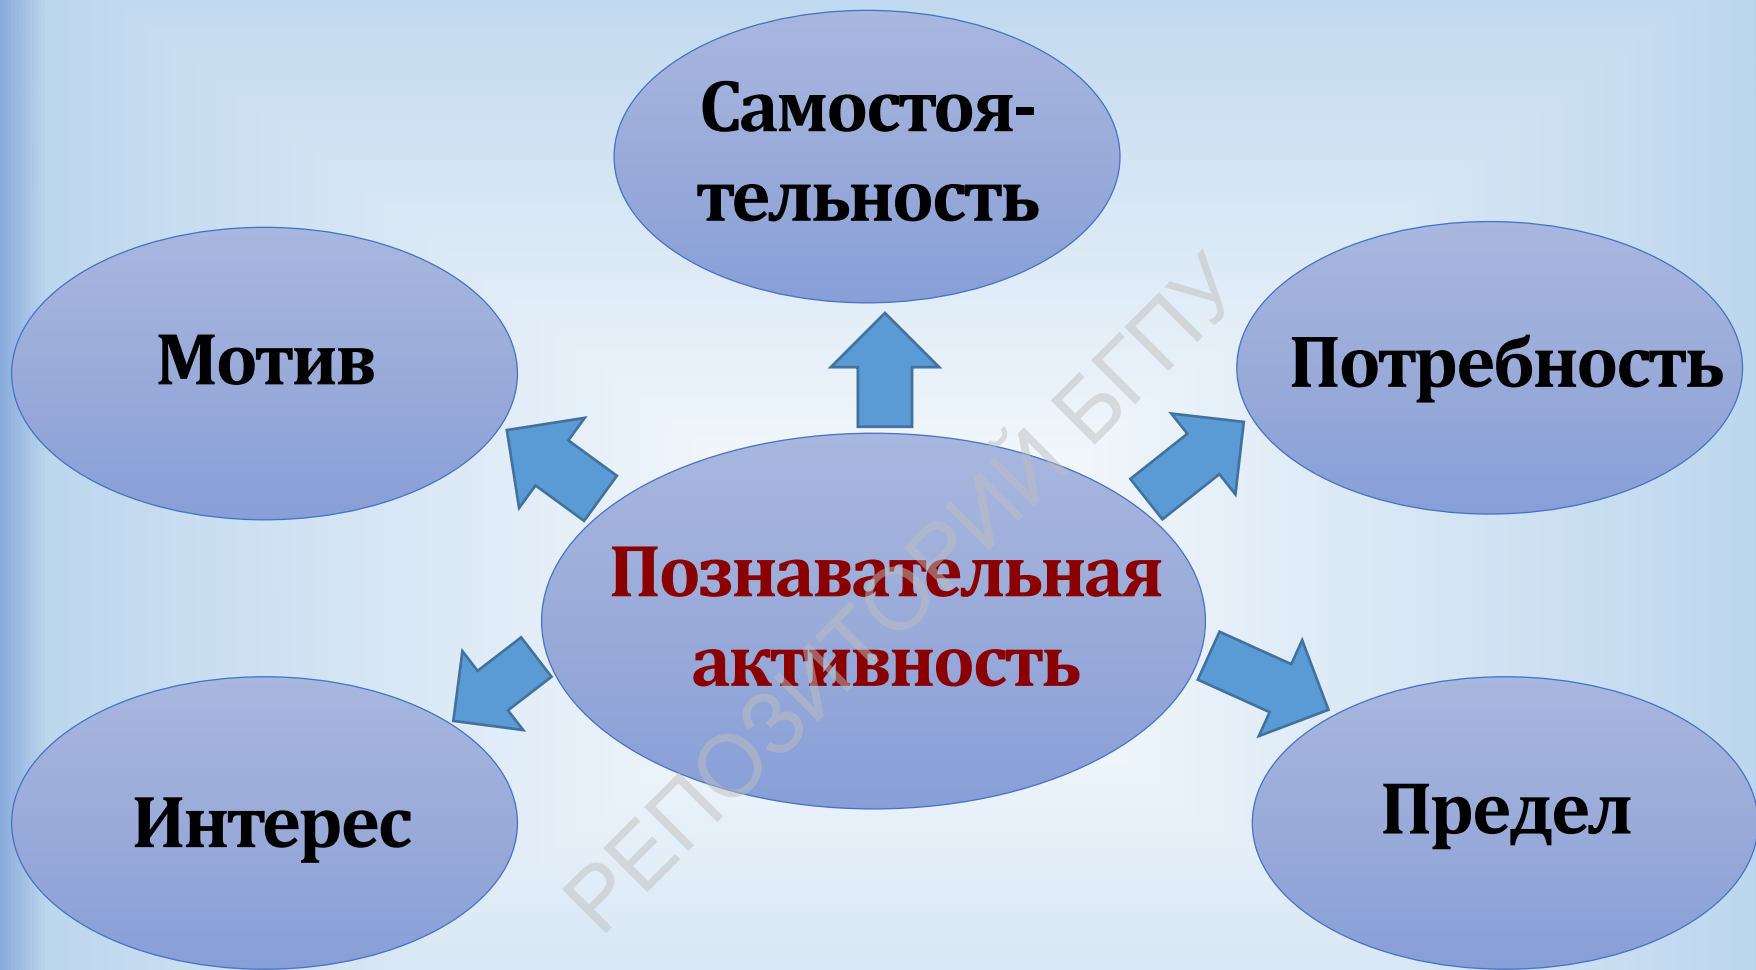 Самостоя-
тельность
Мотив
Потребность
Познавательная
активность
Интерес
Предел
РЕПОЗИТОРИЙ БГПУ